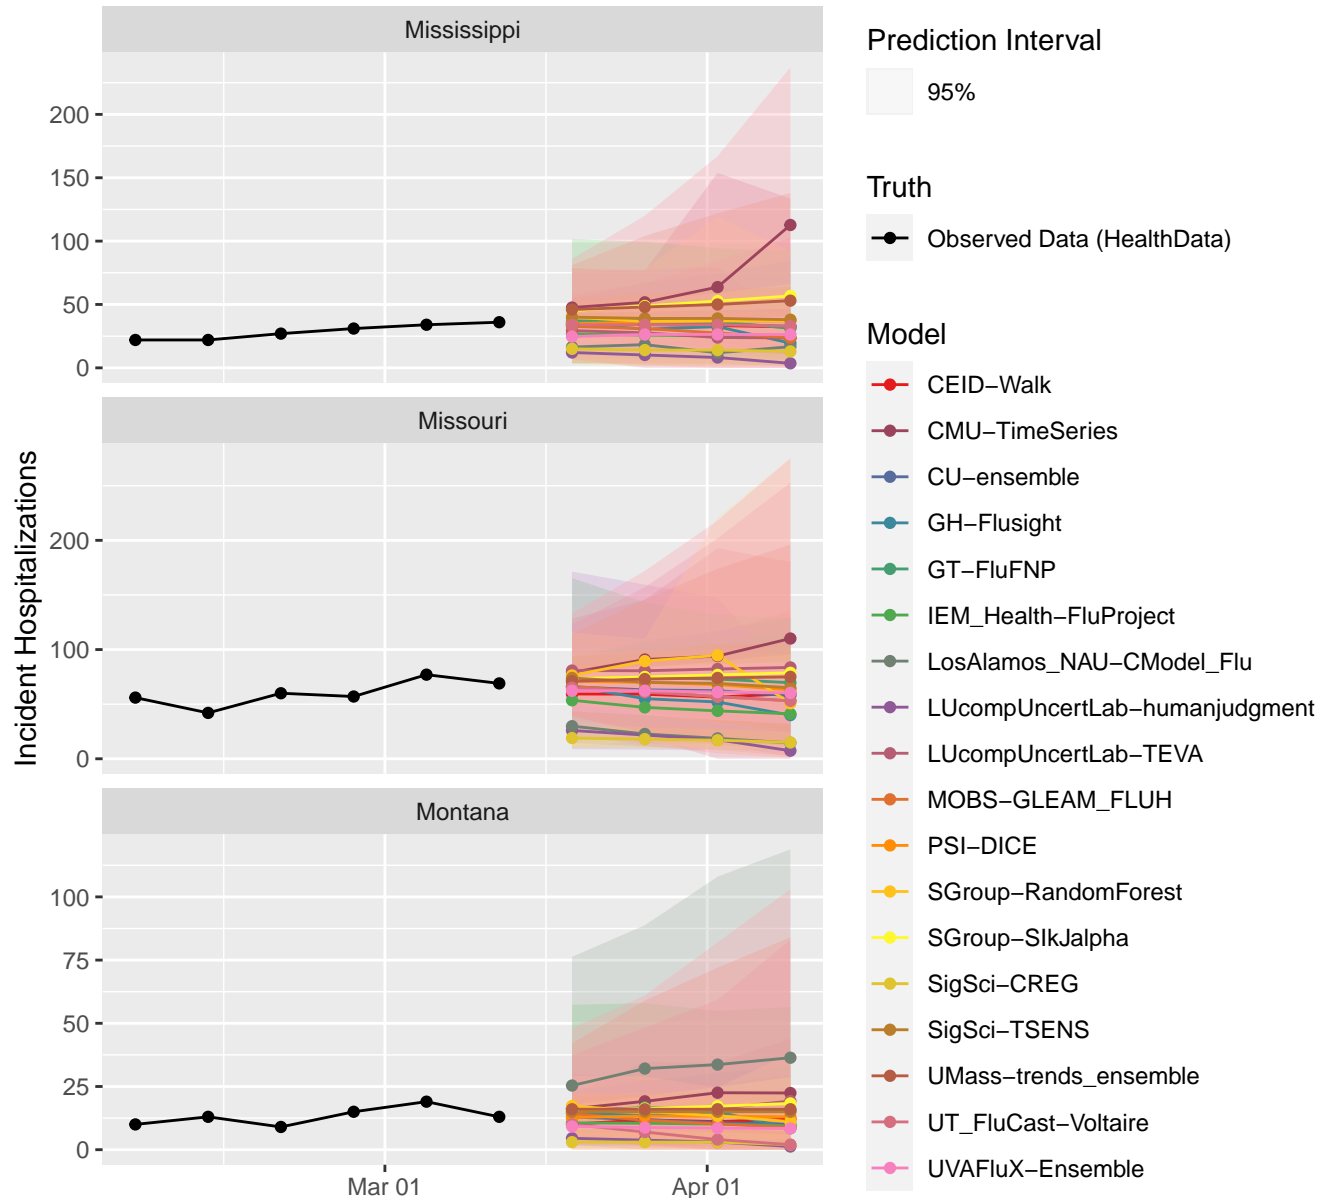 Mississippi
200
150
100
50
0
Missouri
200
100
0
Montana
100
75
50
25
0
Mar 01
Apr 01
Incident Hospitalizations
Prediction Interval
95%
Truth
Observed Data (HealthData)
Model
CEID−Walk
CMU−TimeSeries
CU−ensemble
GH−Flusight
GT−FluFNP
IEM_Health−FluProject
LosAlamos_NAU−CModel_Flu
LUcompUncertLab−humanjudgment
LUcompUncertLab−TEVA
MOBS−GLEAM_FLUH
PSI−DICE
SGroup−RandomForest
SGroup−SIkJalpha
SigSci−CREG
SigSci−TSENS
UMass−trends_ensemble
UT_FluCast−Voltaire
UVAFluX−Ensemble